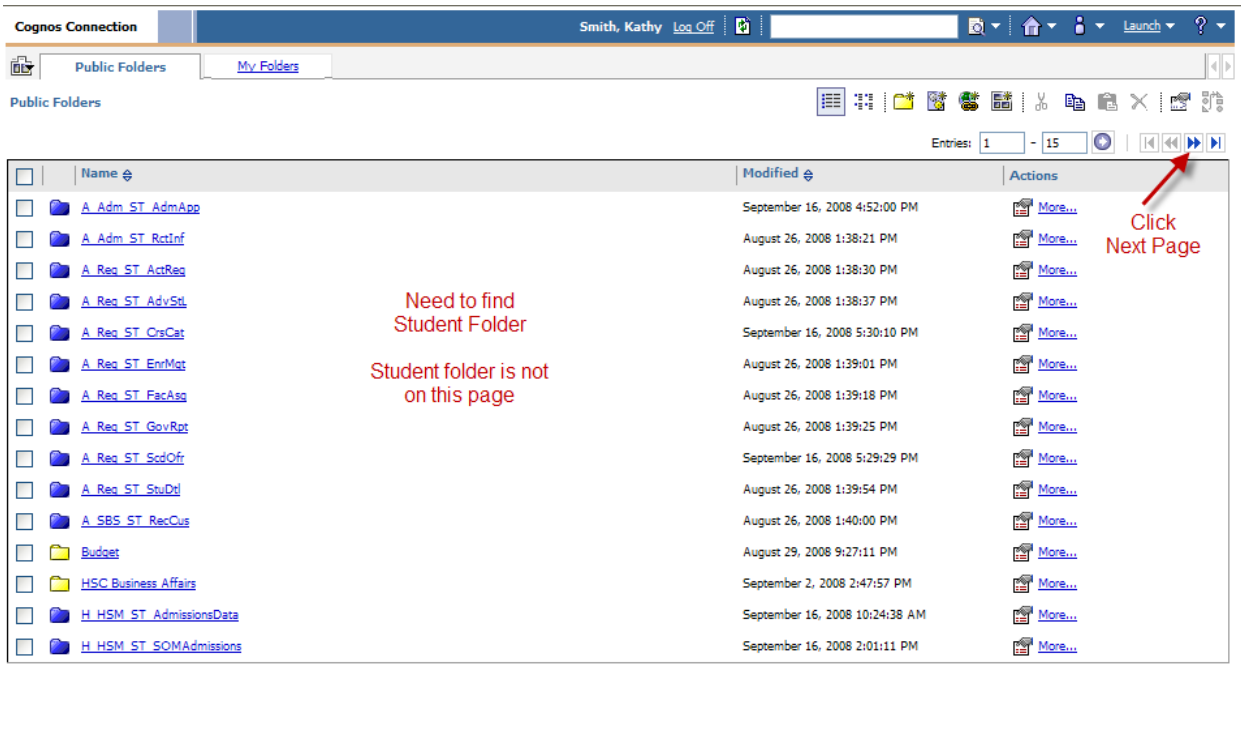 Cognos Connection Smith, Kathy Log Off Launch ?
Public Folders My Folders
Public Folders
Entries: 1 - 15
Name Modified Actions
A_Adm_ST_AdmApp September 16, 2008 4:52:00 PM More...
A_Adm_ST_RctInf August 26, 2008 1:38:21 PM More...
Click
Next Page
A_Reg_ST_ActReg August 26, 2008 1:38:30 PM More...
A_Reg_ST_AdvStL August 26, 2008 1:38:37 PM More...
Need to find
Student Folder
A_Reg_ST_CrsCat September 16, 2008 5:30:10 PM More...
A_Reg_ST_EnrMgt August 26, 2008 1:39:01 PM More...
Student folder is not
on this page
A_Reg_ST_FacAsg August 26, 2008 1:39:18 PM More...
A_Reg_ST_GovRpt August 26, 2008 1:39:25 PM More...
A_Reg_ST_ScdOfr September 16, 2008 5:29:29 PM More...
A_Reg_ST_StuDtl August 26, 2008 1:39:54 PM More...
A_SBS_ST_RecCus August 26, 2008 1:40:00 PM More...
Budget August 29, 2008 9:27:11 PM More...
HSC Business Affairs September 2, 2008 2:47:57 PM More...
H_HSM_ST_AdmissionsData September 16, 2008 10:24:38 AM More...
H_HSM_ST_SOMAdmissions September 16, 2008 2:01:11 PM More...